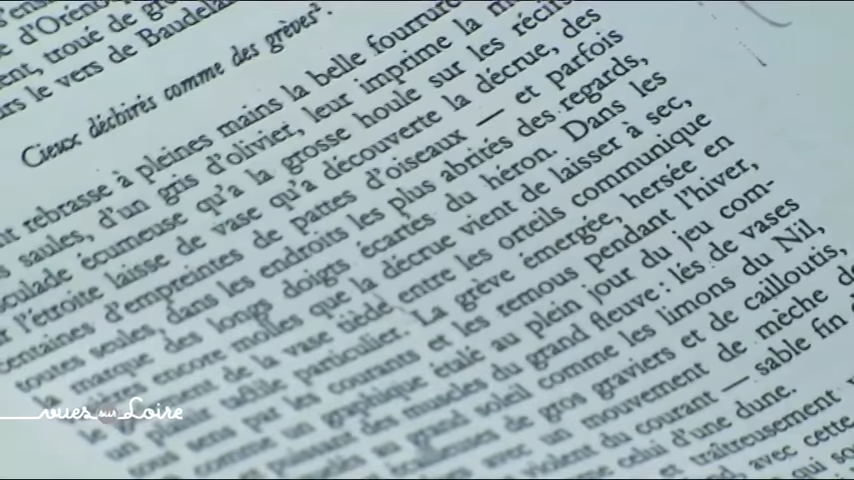 d'Oréno
ent, troué de gro
rs le vers de Baudela
Cieux déchirés comme des grèves².
nt rebrasse à pleines mains la belle fourrure
saules, d'un gris d'olivier, leur imprime la
sculade écumeuse qu'a la grosse houle sur les récifs
r l'étroite laisse de vase qu'a découverte la décrue, des
centaines d'empreintes de pattes d'oiseaux — et parfois
toutes seules, dans les endroits les plus abrités des regards,
la marque des longs doigts écartés du héron. Dans les
encore molles que la décrue vient de laisser à sec,
de la vase tiède entre les orteils communique
un plaisir tactile particulier. La grève émergée, hersée en
tous sens par les courants et les remous pendant l'hiver,
comme un graphique étalé au plein jour du jeu com-
puissant des muscles du grand fleuve : lés de vases
au grand soleil comme les limons du Nil,
de gros graviers et de cailloutis,
avec un mouvement de mèche de
violent du courant — sable fin
celui d'une dune.
et traîtreusement
avec cette
qui
vues sur Loire